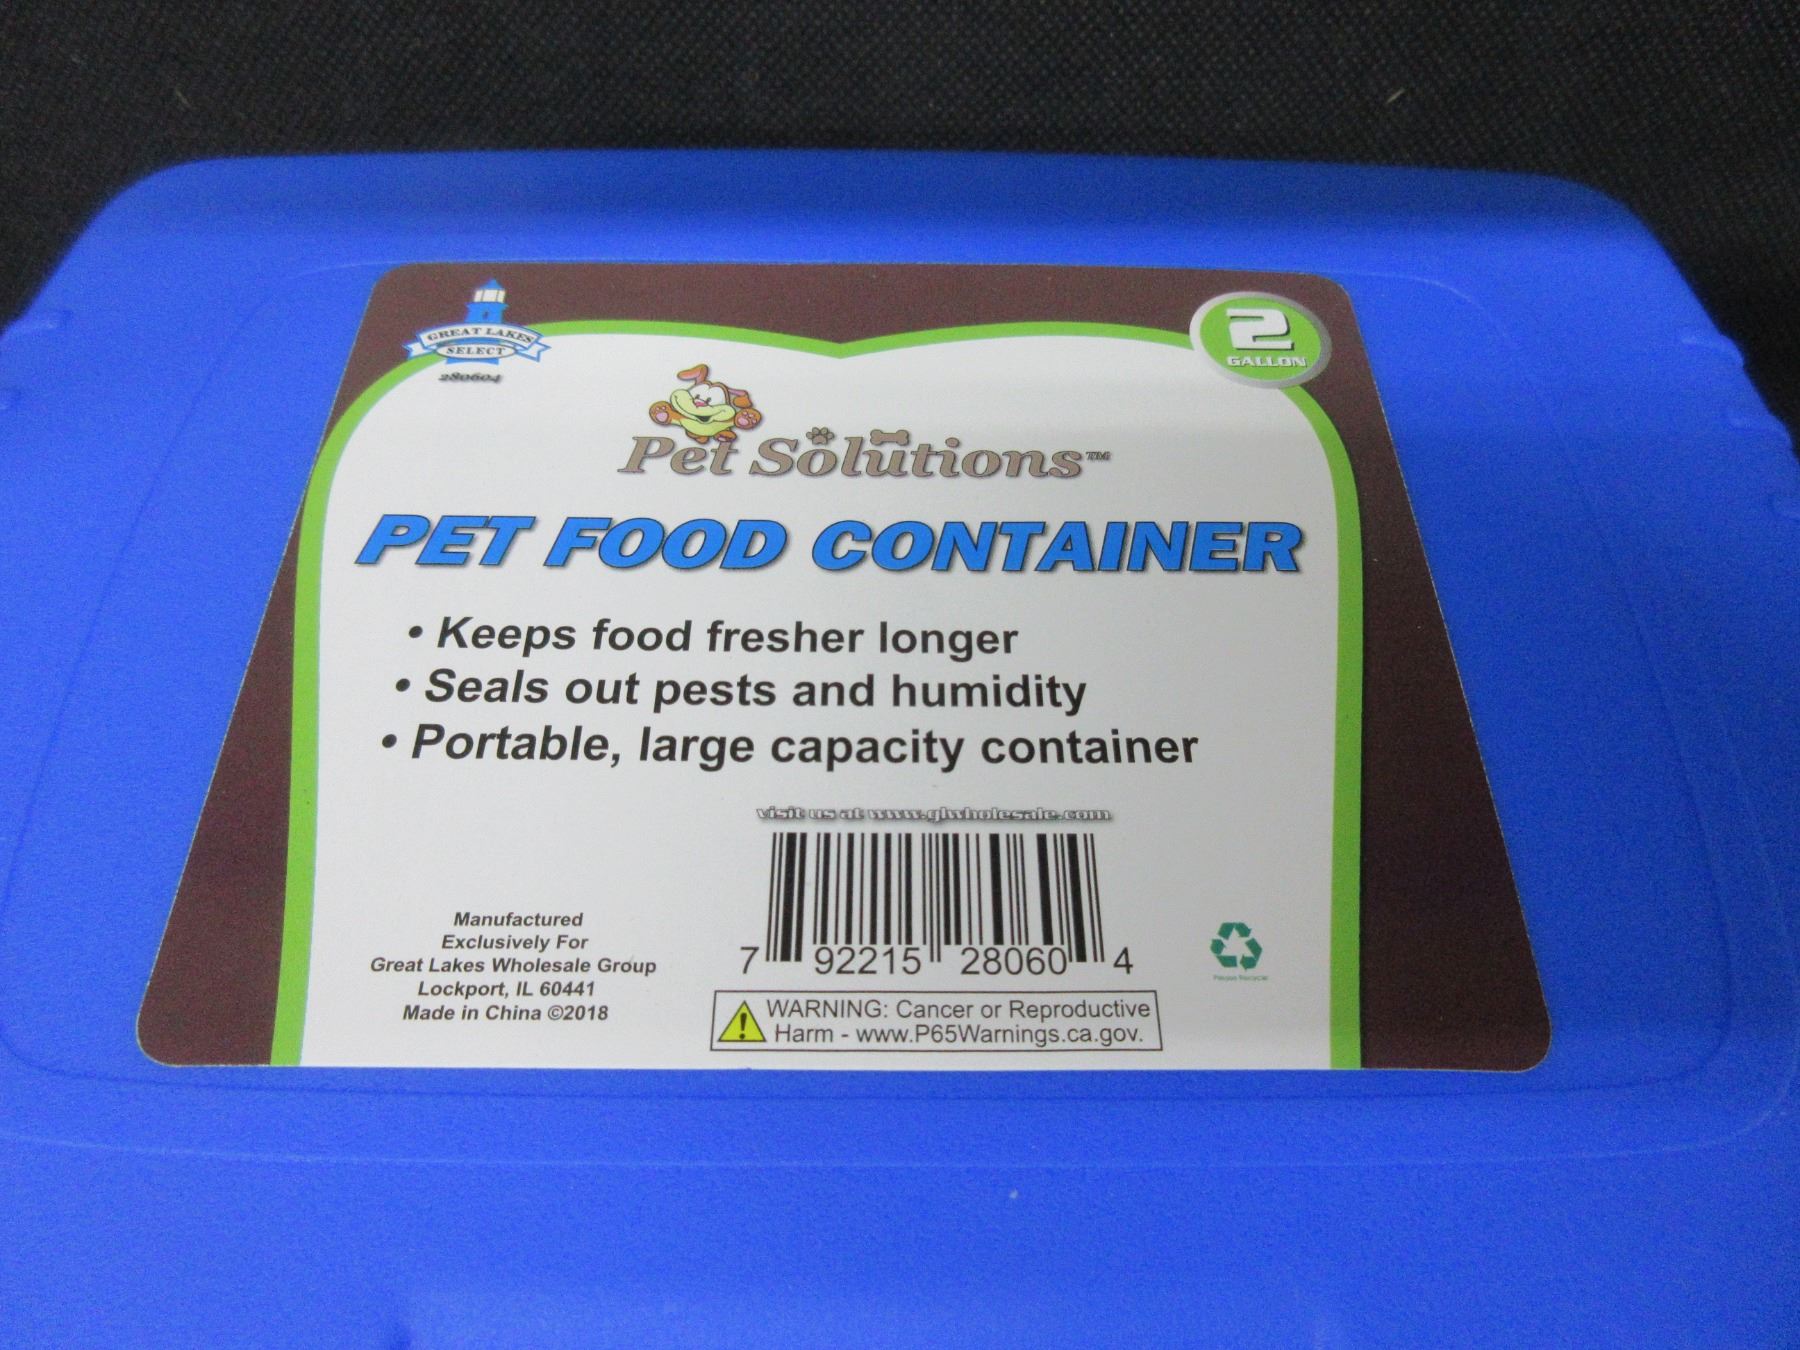 GREAT LAKES
SELECT
280604
2
GALLON
Pet Solutions™
PET FOOD CONTAINER
• Keeps food fresher longer
• Seals out pests and humidity
• Portable, large capacity container
visit us at www.glwholesale.com
7 92215 28060 4
Manufactured
Exclusively For
Great Lakes Wholesale Group
Lockport, IL 60441
Made in China ©2018
WARNING: Cancer or Reproductive
Harm - www.P65Warnings.ca.gov.
Please Recycle